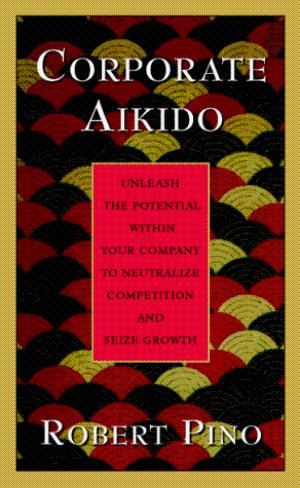 CORPORATE
AIKIDO
UNLEASH
THE POTENTIAL
WITHIN
YOUR COMPANY
TO NEUTRALIZE
COMPETITION
AND
SEIZE GROWTH
ROBERT PINO